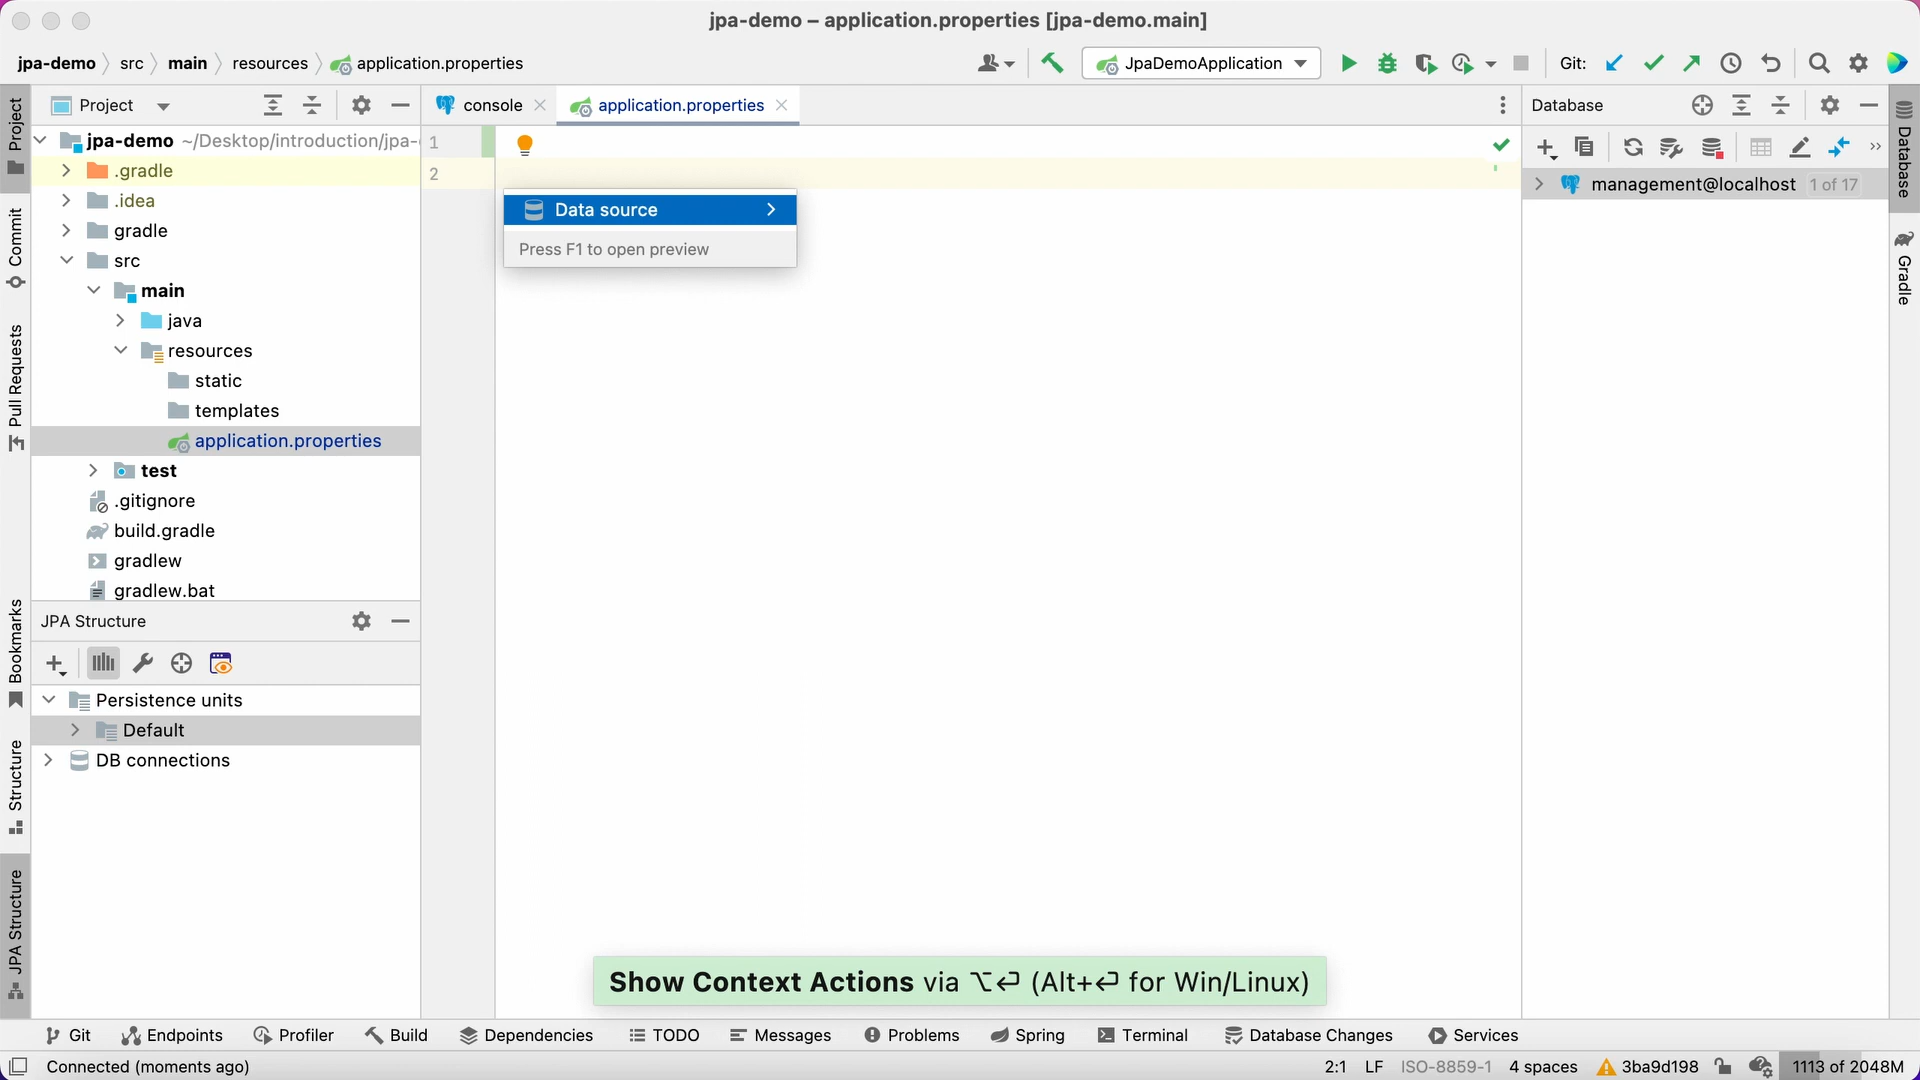 jpa-demo – application.properties [jpa-demo.main]
jpa-demo src main resources application.properties
JpaDemoApplication
Git:
Project
console
application.properties
Database
jpa-demo ~/Desktop/introduction/jpa-
.gradle
.idea
gradle
src
main
java
resources
static
templates
application.properties
test
.gitignore
build.gradle
gradlew
gradlew.bat
1
2
Data source
Press F1 to open preview
management@localhost 1 of 17
JPA Structure
Persistence units
Default
DB connections
Project
Commit
Pull Requests
Bookmarks
Structure
JPA Structure
Database
Gradle
Show Context Actions via ⌥⏎ (Alt+⏎ for Win/Linux)
Git Endpoints Profiler Build Dependencies TODO Messages Problems Spring Terminal Database Changes Services
Connected (moments ago)
2:1 LF ISO-8859-1 4 spaces 3ba9d198 1113 of 2048M